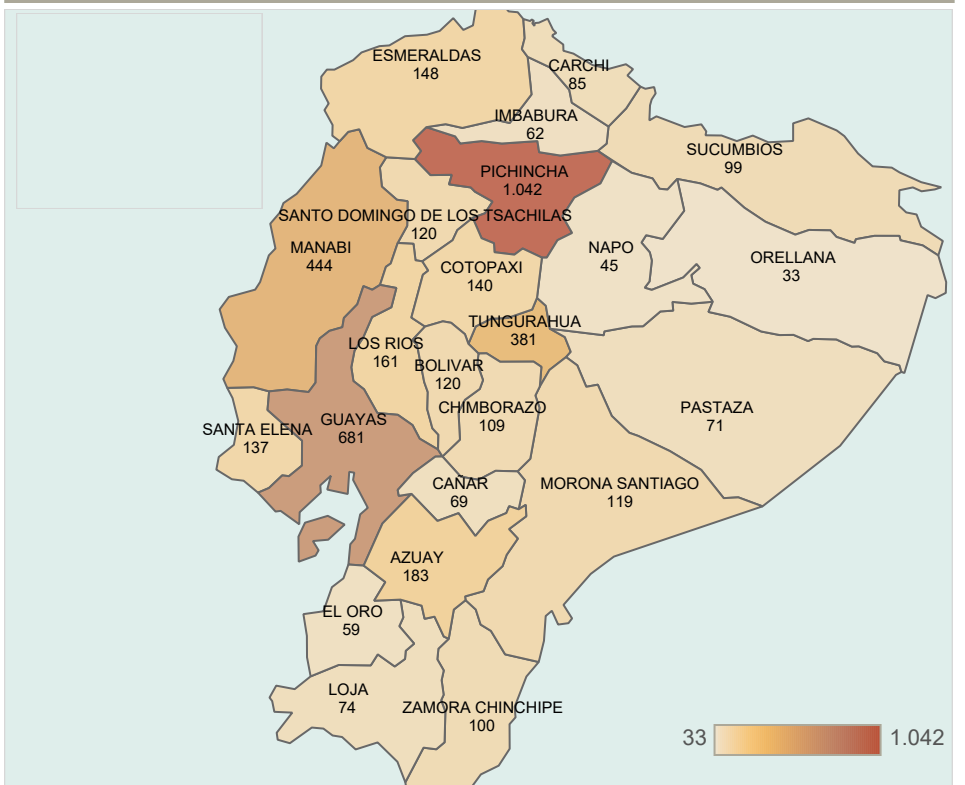 ESMERALDAS
148
CARCHI
85
IMBABURA
62
SUCUMBIOS
99
PICHINCHA
1.042
SANTO DOMINGO DE LOS TSACHILAS
120
MANABI
444
NAPO
45
ORELLANA
33
COTOPAXI
140
TUNGURAHUA
381
LOS RIOS
161
BOLIVAR
120
CHIMBORAZO
109
PASTAZA
71
SANTA ELENA
137
GUAYAS
681
CAÑAR
69
MORONA SANTIAGO
119
AZUAY
183
EL ORO
59
LOJA
74
ZAMORA CHINCHIPE
100
33 1.042